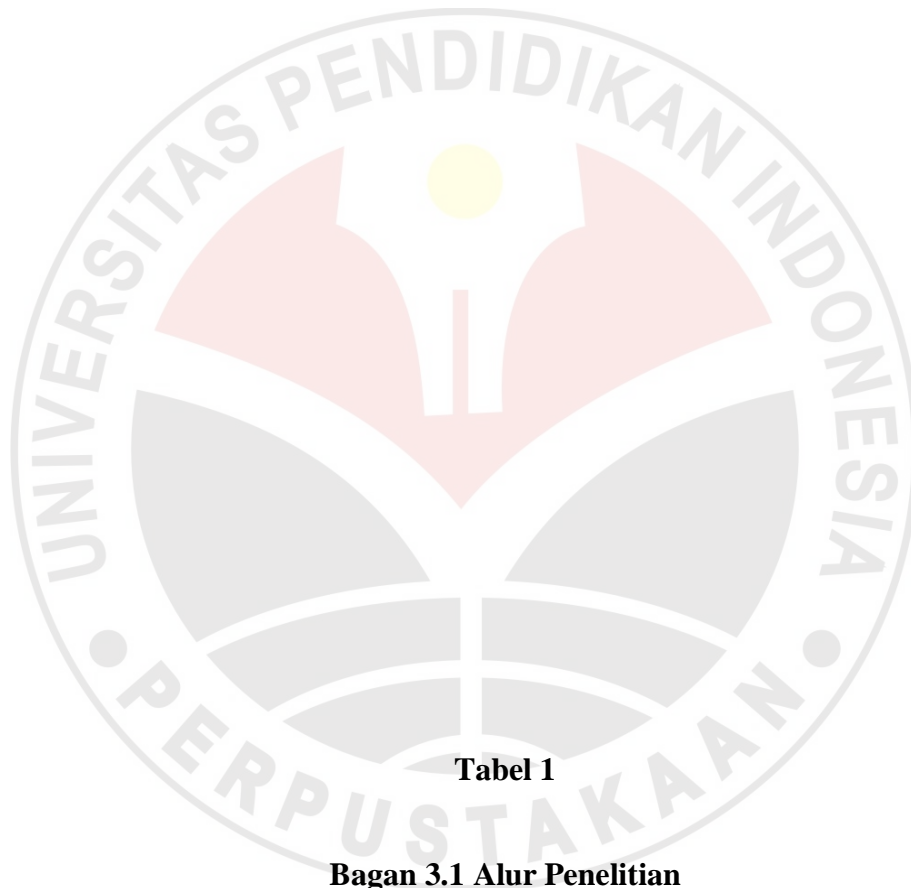 UNIVERSITAS PENDIDIKAN INDONESIA
PERPUSTAKAAN
Tabel 1
Bagan 3.1 Alur Penelitian